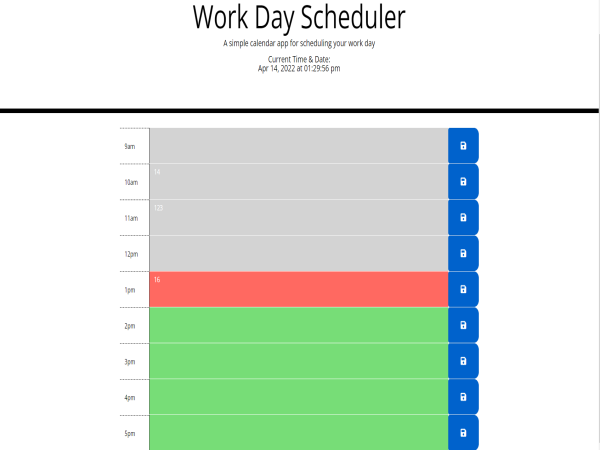 Work Day Scheduler
A simple calendar app for scheduling your work day
Current Time & Date:
Apr 14, 2022 at 01:29:56 pm
9am
10am 14
11am 123
12pm
1pm 16
2pm
3pm
4pm
5pm